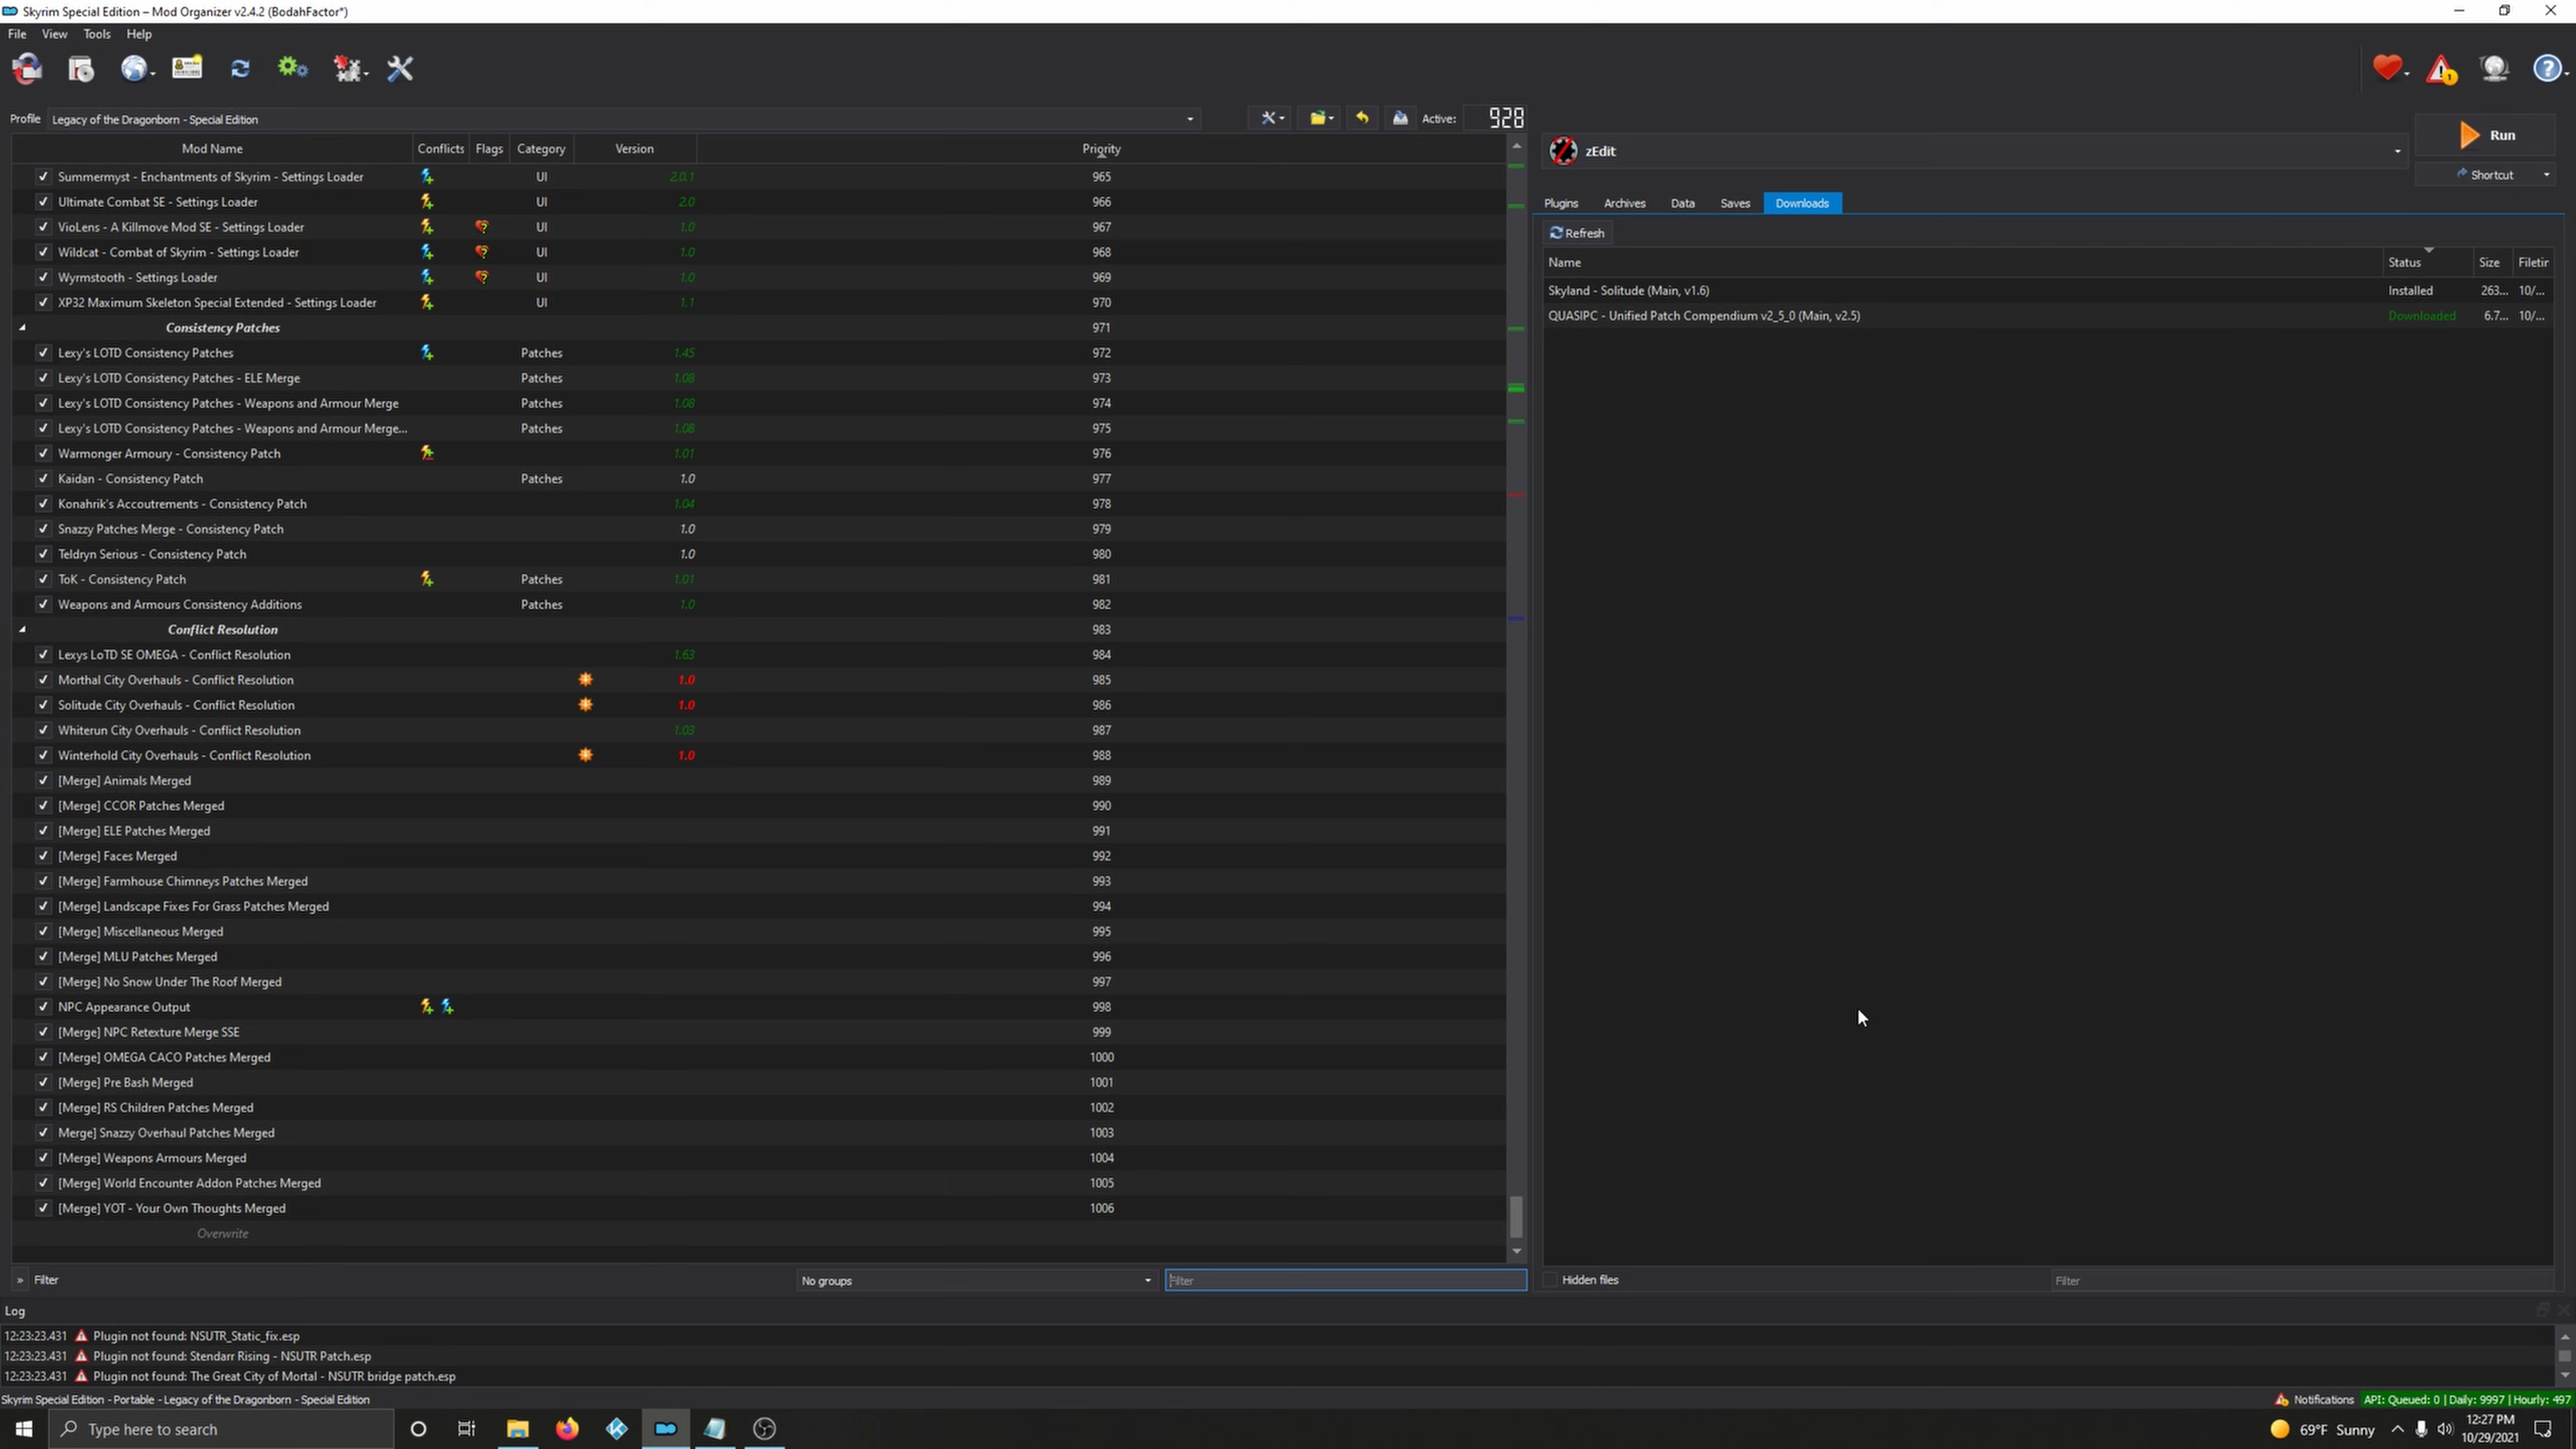 Skyrim Special Edition – Mod Organizer v2.4.2 (BodahFactor*)
File View Tools Help
Profile Legacy of the Dragonborn - Special Edition Active: 928
Mod Name Conflicts Flags Category Version Priority
Summermyst - Enchantments of Skyrim - Settings Loader UI 2.0.1 965
Ultimate Combat SE - Settings Loader UI 2.0 966
VioLens - A Killmove Mod SE - Settings Loader UI 1.0 967
Wildcat - Combat of Skyrim - Settings Loader UI 1.0 968
Wyrmstooth - Settings Loader UI 1.0 969
XP32 Maximum Skeleton Special Extended - Settings Loader UI 1.1 970
Consistency Patches 971
Lexy's LOTD Consistency Patches Patches 1.45 972
Lexy's LOTD Consistency Patches - ELE Merge Patches 1.08 973
Lexy's LOTD Consistency Patches - Weapons and Armour Merge Patches 1.08 974
Lexy's LOTD Consistency Patches - Weapons and Armour Merge... Patches 1.08 975
Warmonger Armoury - Consistency Patch 1.01 976
Kaidan - Consistency Patch Patches 1.0 977
Konahrik's Accoutrements - Consistency Patch 1.04 978
Snazzy Patches Merge - Consistency Patch 1.0 979
Teldryn Serious - Consistency Patch 1.0 980
ToK - Consistency Patch Patches 1.01 981
Weapons and Armours Consistency Additions Patches 1.0 982
Conflict Resolution 983
Lexys LoTD SE OMEGA - Conflict Resolution 1.63 984
Morthal City Overhauls - Conflict Resolution 1.0 985
Solitude City Overhauls - Conflict Resolution 1.0 986
Whiterun City Overhauls - Conflict Resolution 1.03 987
Winterhold City Overhauls - Conflict Resolution 1.0 988
[Merge] Animals Merged 989
[Merge] CCOR Patches Merged 990
[Merge] ELE Patches Merged 991
[Merge] Faces Merged 992
[Merge] Farmhouse Chimneys Patches Merged 993
[Merge] Landscape Fixes For Grass Patches Merged 994
[Merge] Miscellaneous Merged 995
[Merge] MLU Patches Merged 996
[Merge] No Snow Under The Roof Merged 997
NPC Appearance Output 998
[Merge] NPC Retexture Merge SSE 999
[Merge] OMEGA CACO Patches Merged 1000
[Merge] Pre Bash Merged 1001
[Merge] RS Children Patches Merged 1002
Merge] Snazzy Overhaul Patches Merged 1003
[Merge] Weapons Armours Merged 1004
[Merge] World Encounter Addon Patches Merged 1005
[Merge] YOT - Your Own Thoughts Merged 1006
Overwrite
» Filter No groups Filter
zEdit Run
Shortcut
Plugins Archives Data Saves Downloads
Refresh
Name Status Size Filetir
Skyland - Solitude (Main, v1.6) Installed 263... 10/...
QUASIPC - Unified Patch Compendium v2_5_0 (Main, v2.5) Downloaded 6.7... 10/...
Hidden files Filter
Log
12:23:23.431 Plugin not found: NSUTR_Static_fix.esp
12:23:23.431 Plugin not found: Stendarr Rising - NSUTR Patch.esp
12:23:23.431 Plugin not found: The Great City of Mortal - NSUTR bridge patch.esp
Skyrim Special Edition - Portable - Legacy of the Dragonborn - Special Edition Notifications API: Queued: 0 | Daily: 9997 | Hourly: 497
Type here to search 69°F Sunny 12:27 PM
10/29/2021